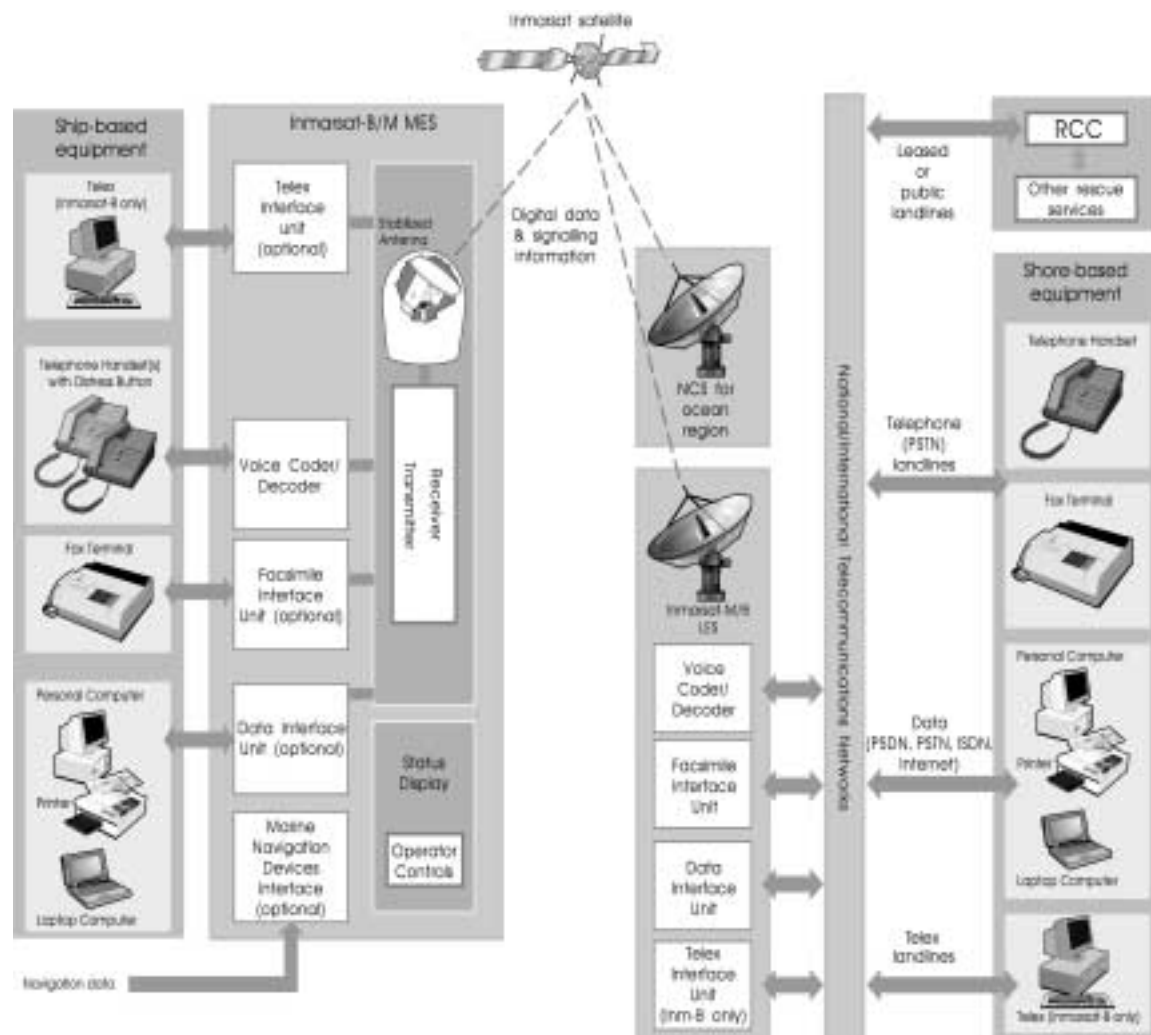 Inmarsat satellite
Ship-based
equipment
Telex
(Inmarsat-B only)
Telephone Handset(s)
with Distress Button
Fax Terminal
Personal Computer
Printer
Laptop Computer
Navigation data
Inmarsat-B/M MES
Telex
Interface
unit
(optional)
Voice Coder/
Decoder
Facsimile
Interface
Unit (optional)
Data Interface
Unit (optional)
Marine
Navigation
Devices
Interface
(optional)
Stabilised
Antenna
Receiver
Transmitter
Status
Display
Operator
Controls
Digital data
& signalling
information
NCS for
ocean
region
Inmarsat-M/B
LES
Voice
Coder/
Decoder
Facsimile
Interface
Unit
Data
Interface
Unit
Telex
Interface
Unit
(Inm-B only)
National/International Telecommunications Networks
Leased
or
public
landlines
Telephone
(PSTN)
landlines
Data
(PSDN, PSTN, ISDN,
Internet)
Telex
landlines
RCC
Other rescue
services
Shore-based
equipment
Telephone Handset
Fax Terminal
Personal Computer
Printer
Laptop Computer
Telex (Inmarsat-B only)